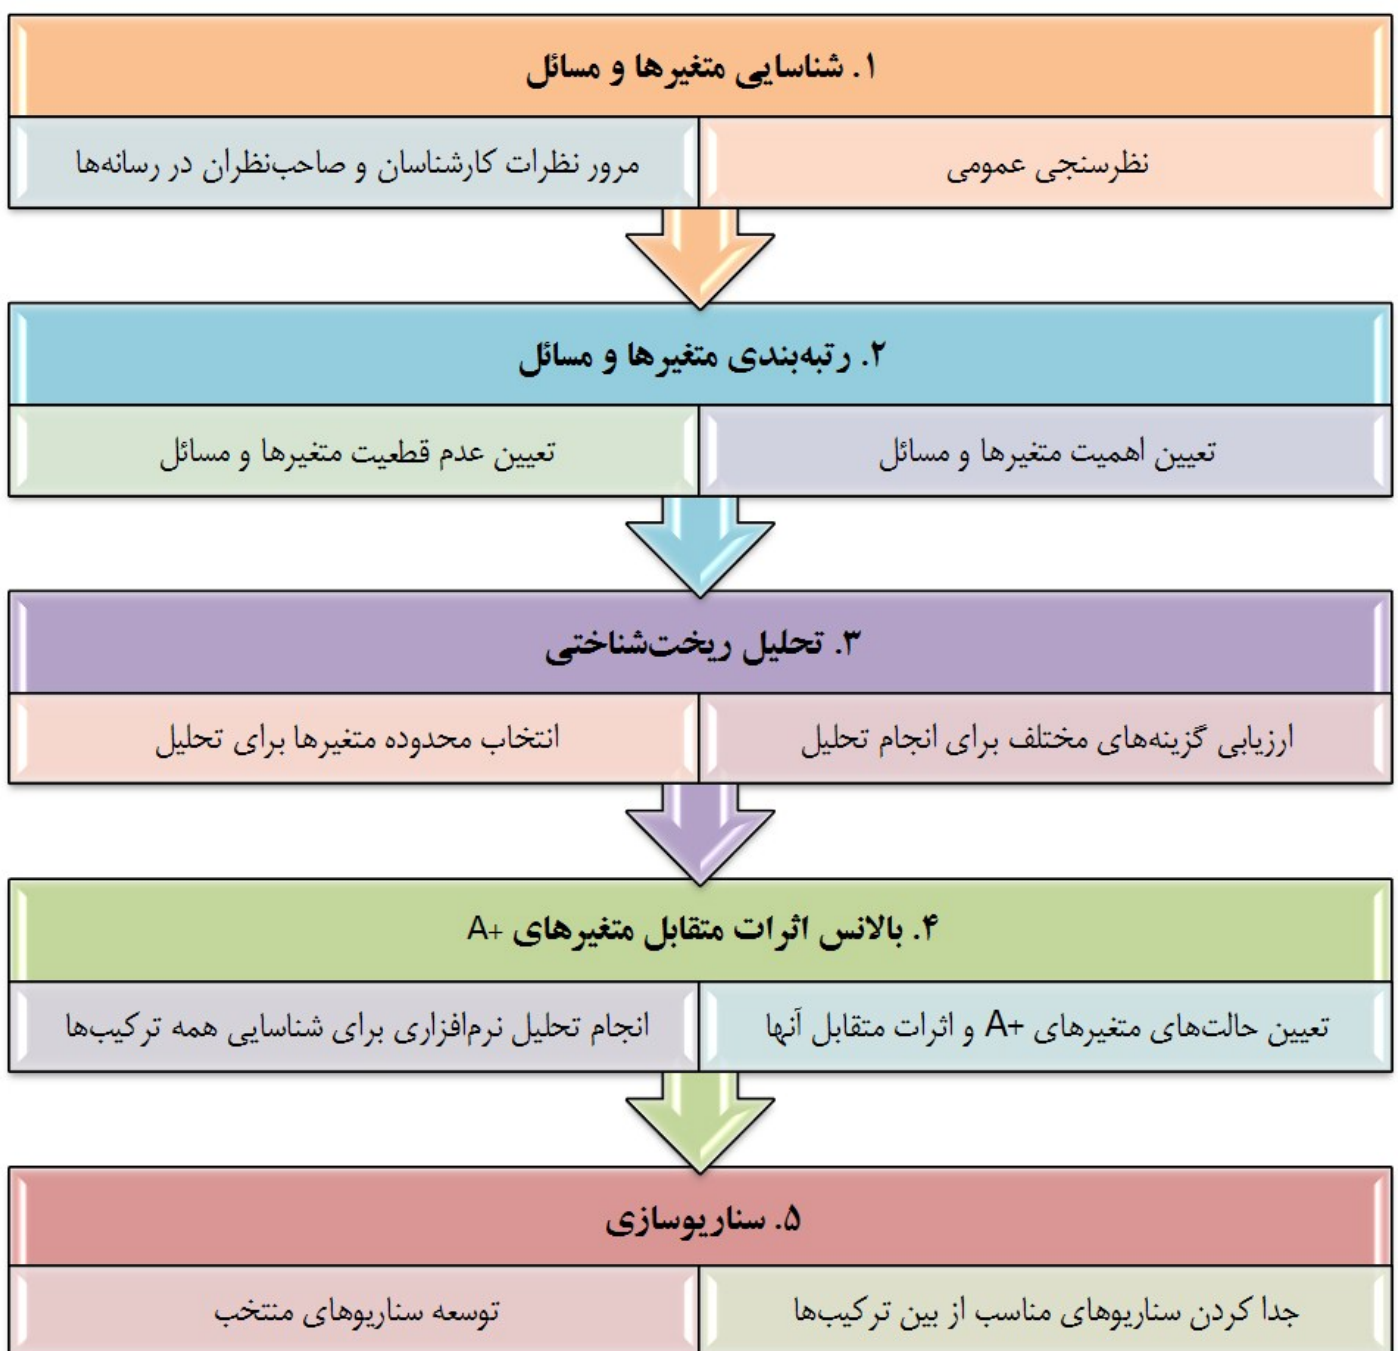 ۱. شناسایی متغیرها و مسائل
نظرسنجی عمومی
مرور نظرات کارشناسان و صاحب‌نظران در رسانه‌ها
۲. رتبه‌بندی متغیرها و مسائل
تعیین اهمیت متغیرها و مسائل
تعیین عدم قطعیت متغیرها و مسائل
۳. تحلیل ریخت‌شناختی
ارزیابی گزینه‌های مختلف برای انجام تحلیل
انتخاب محدوده متغیرها برای تحلیل
۴. بالانس اثرات متقابل متغیرهای A+
تعیین حالت‌های متغیرهای A+ و اثرات متقابل آنها
انجام تحلیل نرم‌افزاری برای شناسایی همه ترکیب‌ها
۵. سناریوسازی
جدا کردن سناریوهای مناسب از بین ترکیب‌ها
توسعه سناریوهای منتخب